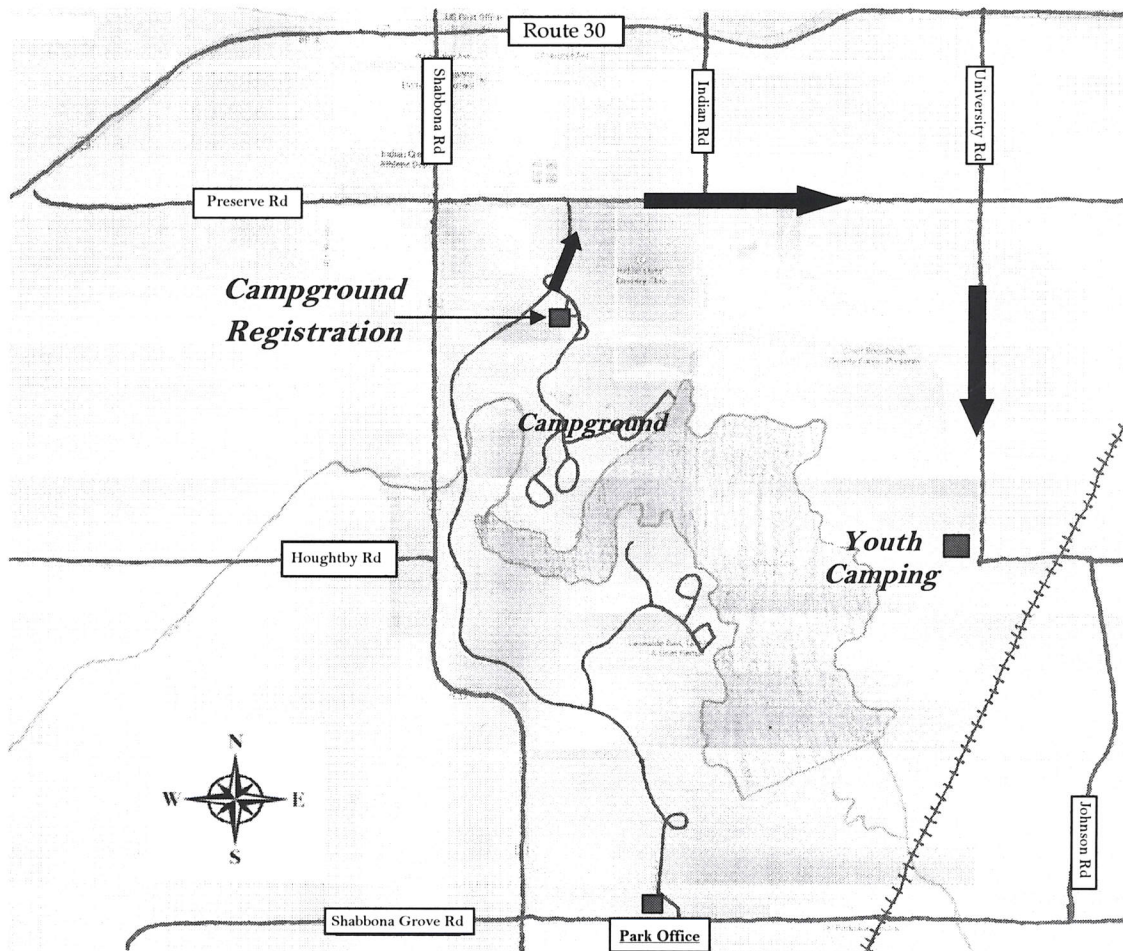 Route 30
Shabbona Rd
Indian Rd
University Rd
Preserve Rd
Campground
Registration
Campground
Houghtby Rd
Youth
Camping
N
W
E
S
Johnson Rd
Shabbona Grove Rd
Park Office